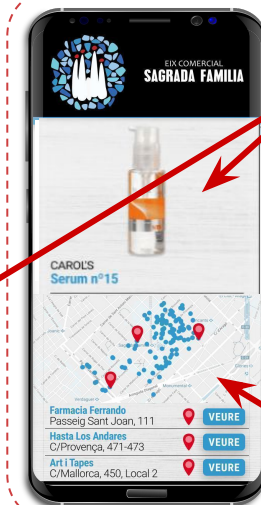 EIX COMERCIAL
SAGRADA FAMILIA
CAROL'S
Serum nº15
Farmacia Ferrando
Passeig Sant Joan, 111
VEURE
Hasta Los Andares
C/Provença, 471-473
VEURE
Art i Tapes
C/Mallorca, 450, Local 2
VEURE